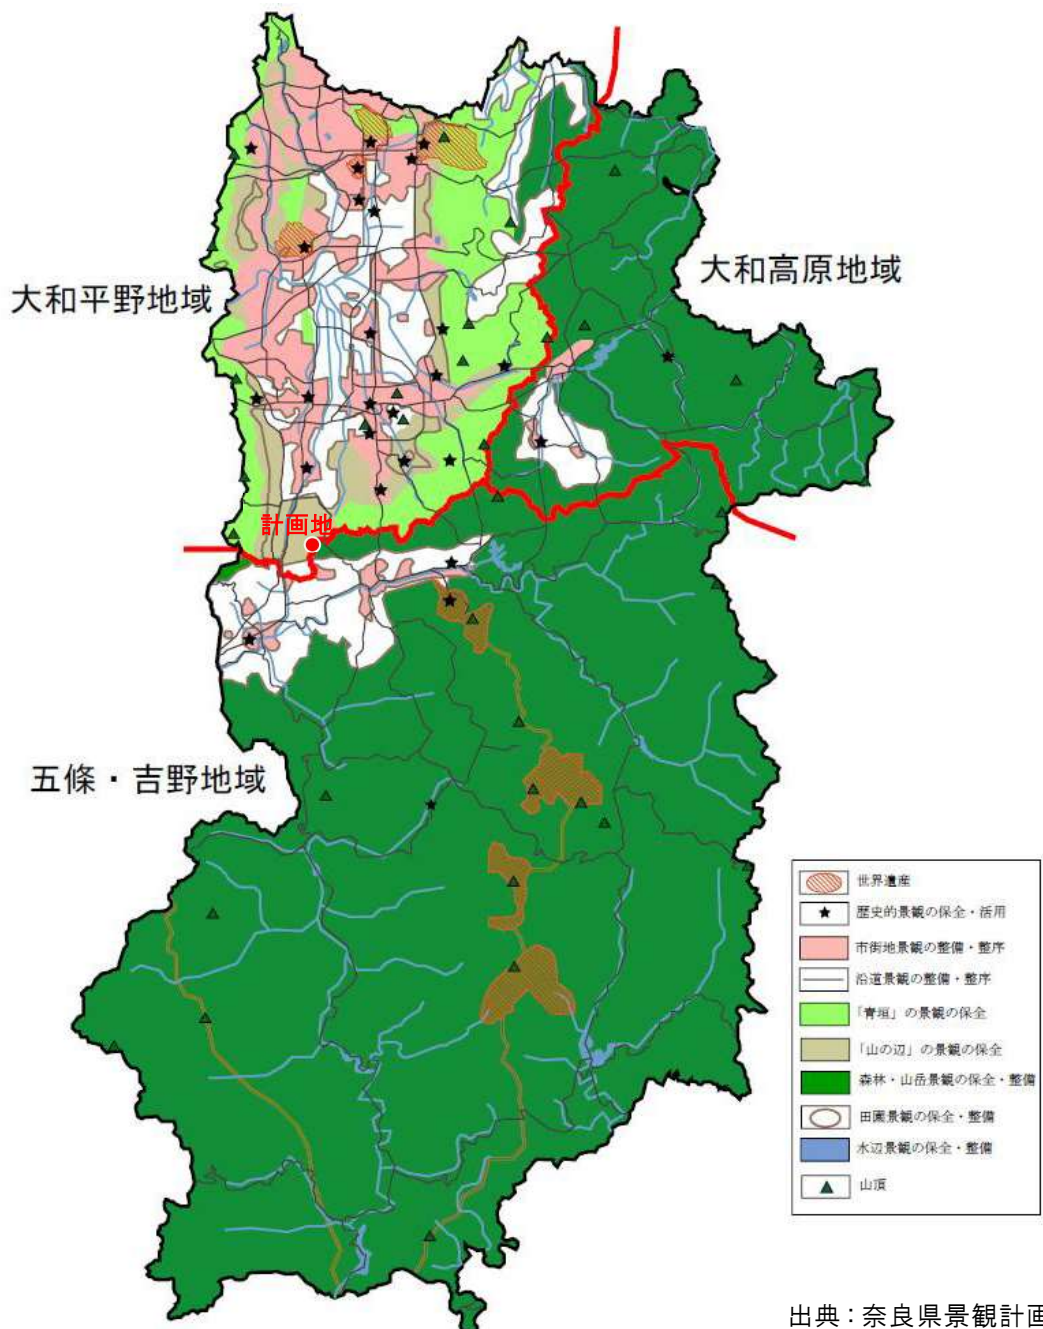 大和平野地域
大和高原地域
計画地
五條・吉野地域
世界遺産
歴史的景観の保全・活用
市街地景観の整備・整序
沿道景観の整備・整序
「青垣」の景観の保全
「山の辺」の景観の保全
森林・山岳景観の保全・整備
田園景観の保全・整備
水辺景観の保全・整備
山頂
出典：奈良県景観計画